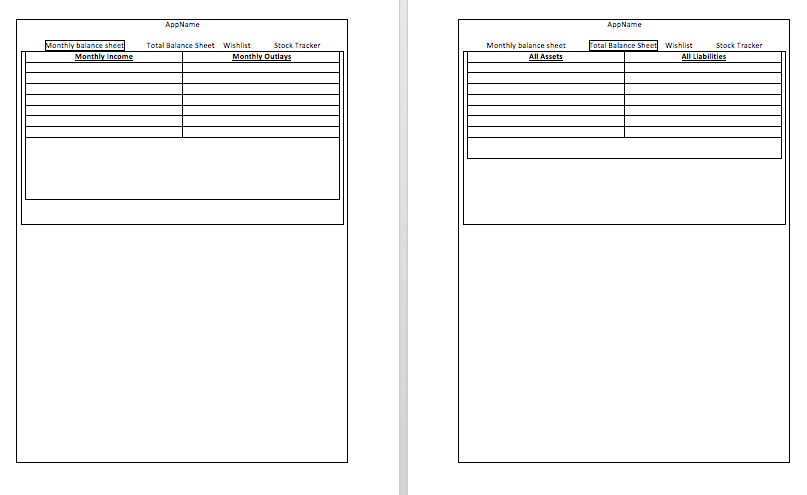 AppName
Monthly balance sheet Total Balance Sheet Wishlist Stock Tracker
Monthly Income Monthly Outlays
AppName
Monthly balance sheet Total Balance Sheet Wishlist Stock Tracker
All Assets All Liabilities